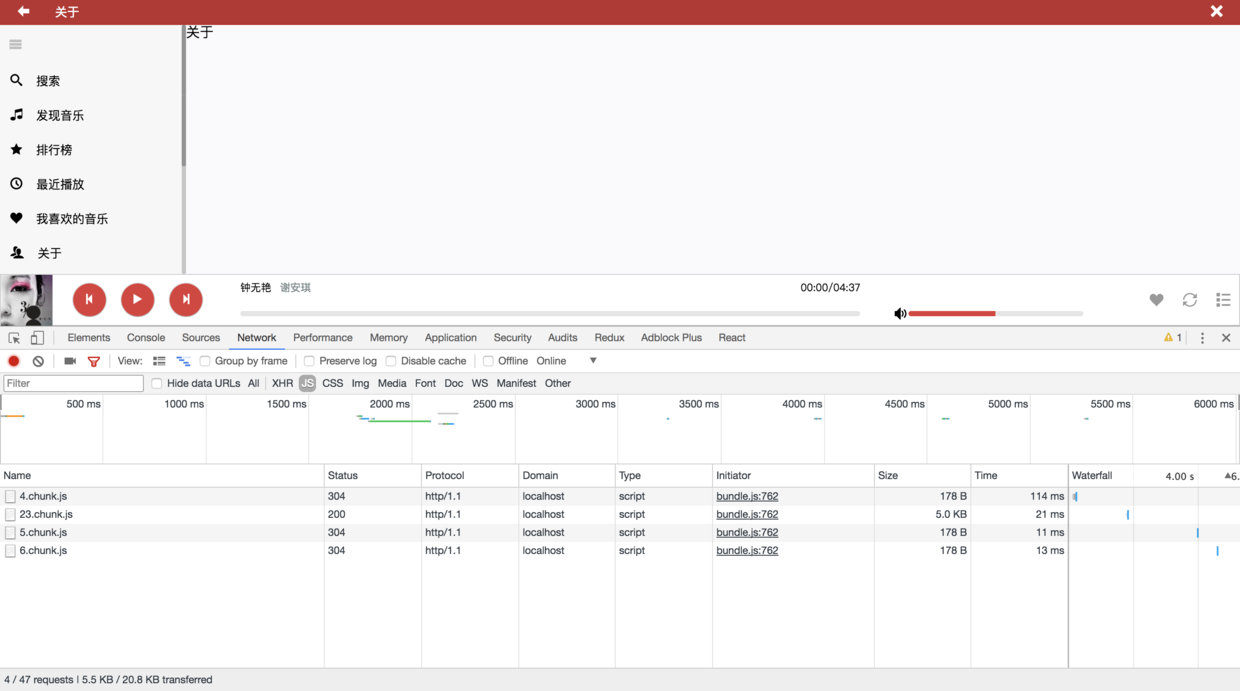 关于
关于
搜索
发现音乐
排行榜
最近播放
我喜欢的音乐
关于
钟无艳 谢安琪 00:00/04:37
Elements Console Sources Network Performance Memory Application Security Audits Redux Adblock Plus React 1
View: Group by frame Preserve log Disable cache Offline Online
Filter Hide data URLs All XHR JS CSS Img Media Font Doc WS Manifest Other
500 ms 1000 ms 1500 ms 2000 ms 2500 ms 3000 ms 3500 ms 4000 ms 4500 ms 5000 ms 5500 ms 6000 ms
Name Status Protocol Domain Type Initiator Size Time Waterfall 4.00 s 6.
4.chunk.js 304 http/1.1 localhost script bundle.js:762 178 B 114 ms
23.chunk.js 200 http/1.1 localhost script bundle.js:762 5.0 KB 21 ms
5.chunk.js 304 http/1.1 localhost script bundle.js:762 178 B 11 ms
6.chunk.js 304 http/1.1 localhost script bundle.js:762 178 B 13 ms
4 / 47 requests | 5.5 KB / 20.8 KB transferred